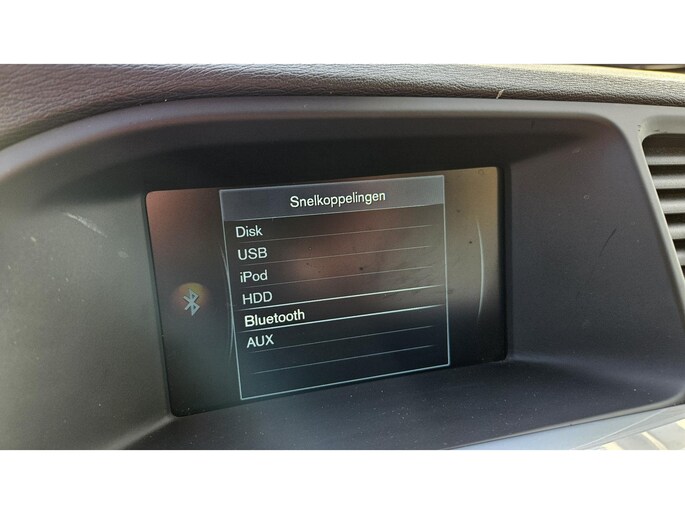 Snelkoppelingen
Disk
USB
iPod
HDD
Bluetooth
AUX